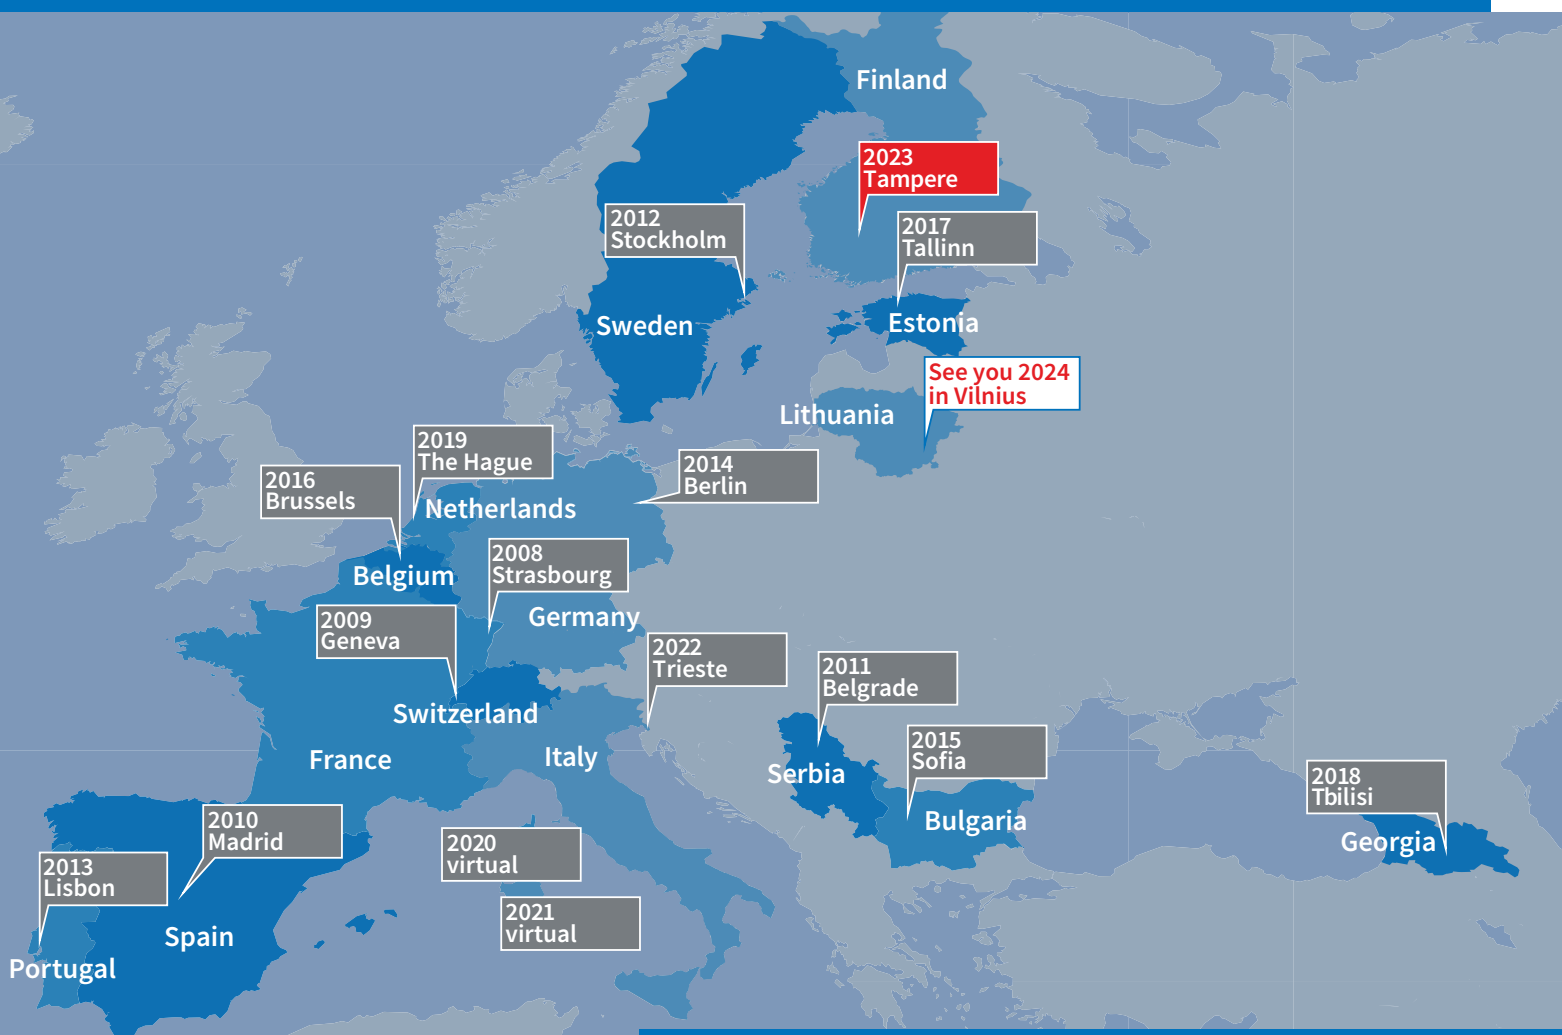 Finland
2023
Tampere
2012
Stockholm
2017
Tallinn
Sweden
Estonia
See you 2024
in Vilnius
Lithuania
2019
The Hague
2014
Berlin
2016
Brussels
Netherlands
2008
Strasbourg
Belgium
Germany
2009
Geneva
2022
Trieste
2011
Belgrade
Switzerland
France
Italy
2015
Sofia
Serbia
2018
Tbilisi
Bulgaria
Georgia
2010
Madrid
2020
virtual
2013
Lisbon
2021
virtual
Spain
Portugal